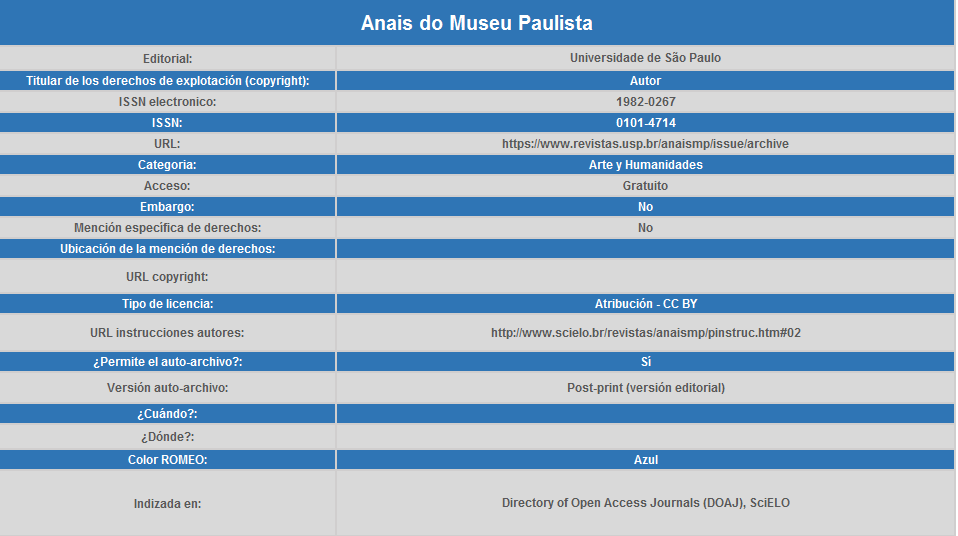 Anais do Museu Paulista
Editorial: Universidade de São Paulo
Titular de los derechos de explotación (copyright): Autor
ISSN electronico: 1982-0267
ISSN: 0101-4714
URL: https://www.revistas.usp.br/anaismp/issue/archive
Categoria: Arte y Humanidades
Acceso: Gratuito
Embargo: No
Mención específica de derechos: No
Ubicación de la mención de derechos:
URL copyright:
Tipo de licencia: Atribución - CC BY
URL instrucciones autores: http://www.scielo.br/revistas/anaismp/pinstruc.htm#02
¿Permite el auto-archivo?: Sì
Versión auto-archivo: Post-print (versión editorial)
¿Cuándo?:
¿Dónde?:
Color ROMEO: Azul
Indizada en: Directory of Open Access Journals (DOAJ), SciELO